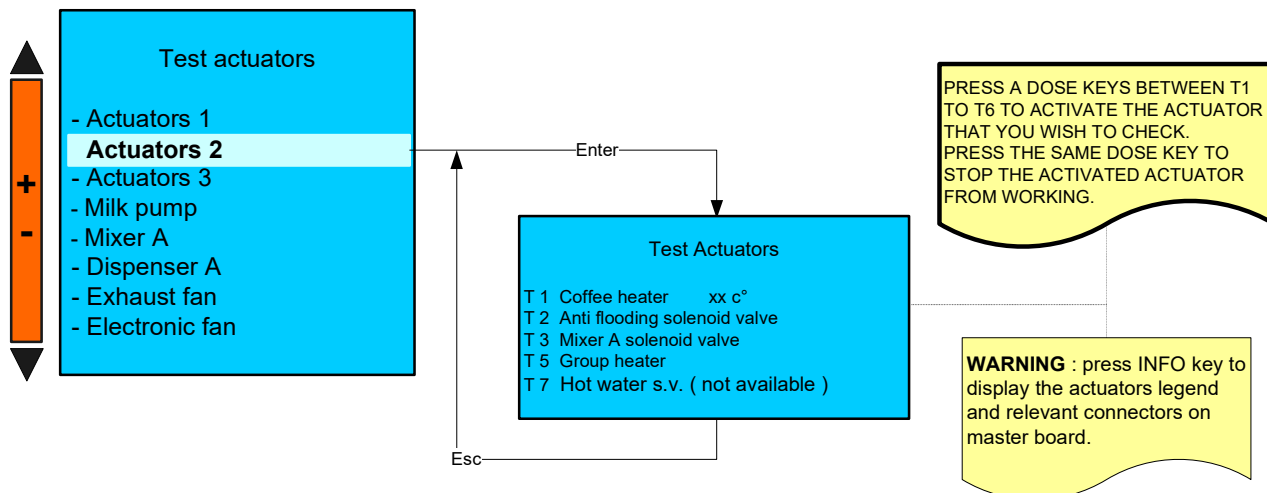 Test actuators
- Actuators 1
Actuators 2
- Actuators 3
- Milk pump
- Mixer A
- Dispenser A
- Exhaust fan
- Electronic fan
+
-
Enter
Esc
Test Actuators
T 1 Coffee heater xx c°
T 2 Anti flooding solenoid valve
T 3 Mixer A solenoid valve
T 5 Group heater
T 7 Hot water s.v. ( not available )
PRESS A DOSE KEYS BETWEEN T1
TO T6 TO ACTIVATE THE ACTUATOR
THAT YOU WISH TO CHECK.
PRESS THE SAME DOSE KEY TO
STOP THE ACTIVATED ACTUATOR
FROM WORKING.
WARNING : press INFO key to
display the actuators legend
and relevant connectors on
master board.